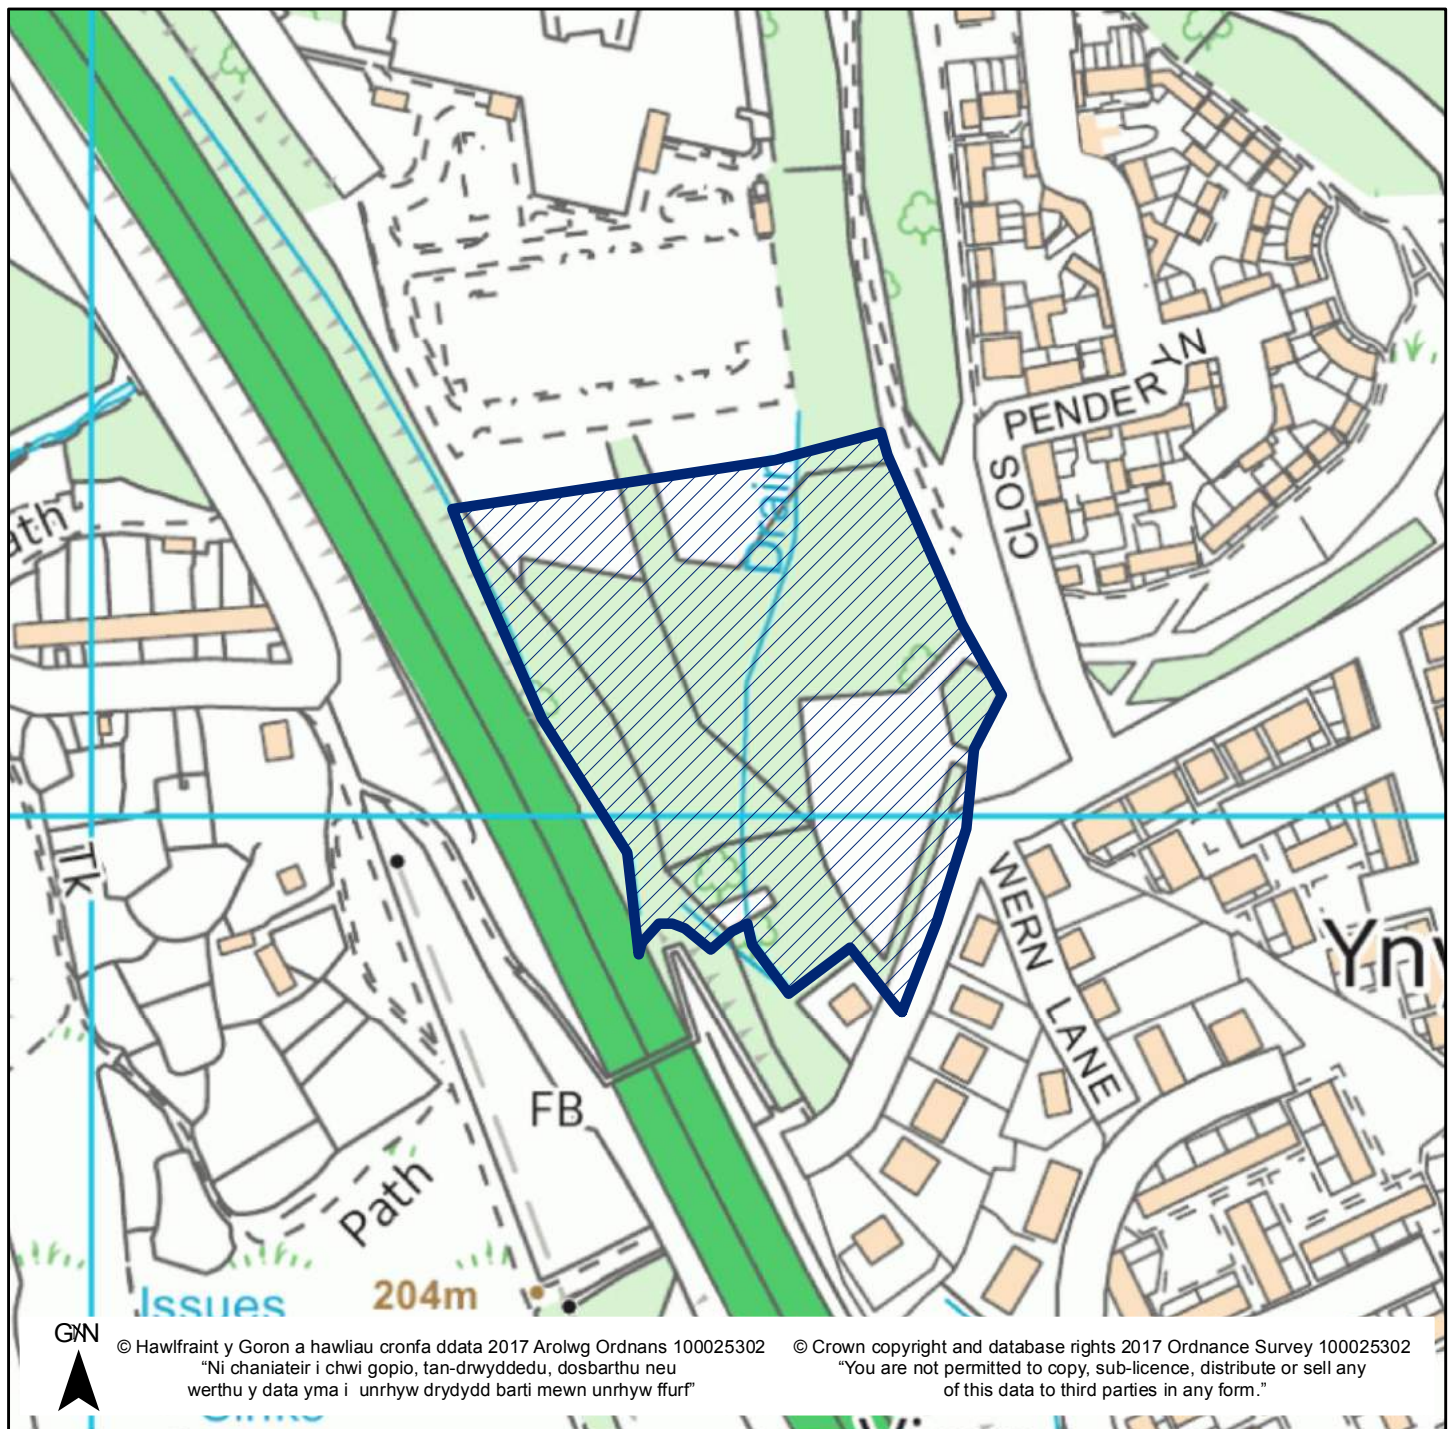 Drain
PENDERYN
CLOS
Tk
WERN LANE
FB
Path
204m
Issues
G/N
© Hawlfraint y Goron a hawliau cronfa ddata 2017 Arolwg Ordnans 100025302
“Ni chaniateir i chwi gopio, tan-drwyddedu, dosbarthu neu
werthu y data yma i unrhyw drydydd barti mewn unrhyw ffurf”
© Crown copyright and database rights 2017 Ordnance Survey 100025302
“You are not permitted to copy, sub-licence, distribute or sell any
of this data to third parties in any form.”